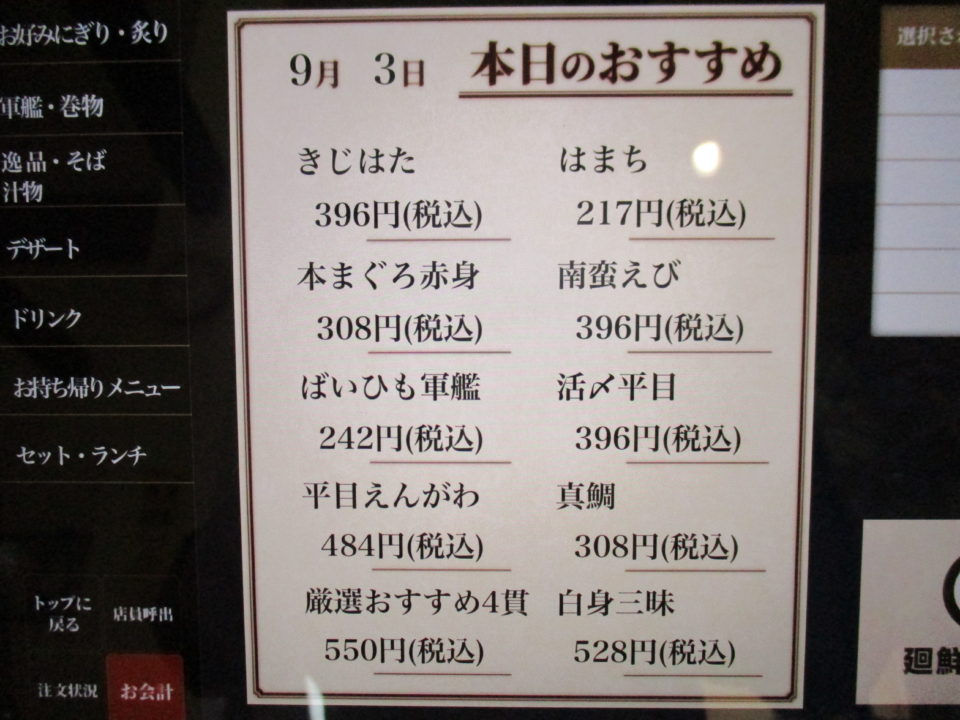 お好みにぎり・炙り
軍艦・巻物
逸品・そば
汁物
デザート
ドリンク
お持ち帰りメニュー
セット・ランチ
トップに
戻る
店員呼出
注文状況
お会計
9月 3日 本日のおすすめ
きじはた
396円(税込)
はまち
217円(税込)
本まぐろ赤身
308円(税込)
南蛮えび
396円(税込)
ばいひも軍艦
242円(税込)
活〆平目
396円(税込)
平目えんがわ
484円(税込)
真鯛
308円(税込)
厳選おすすめ4貫
550円(税込)
白身三昧
528円(税込)
選択さ
廻鮮